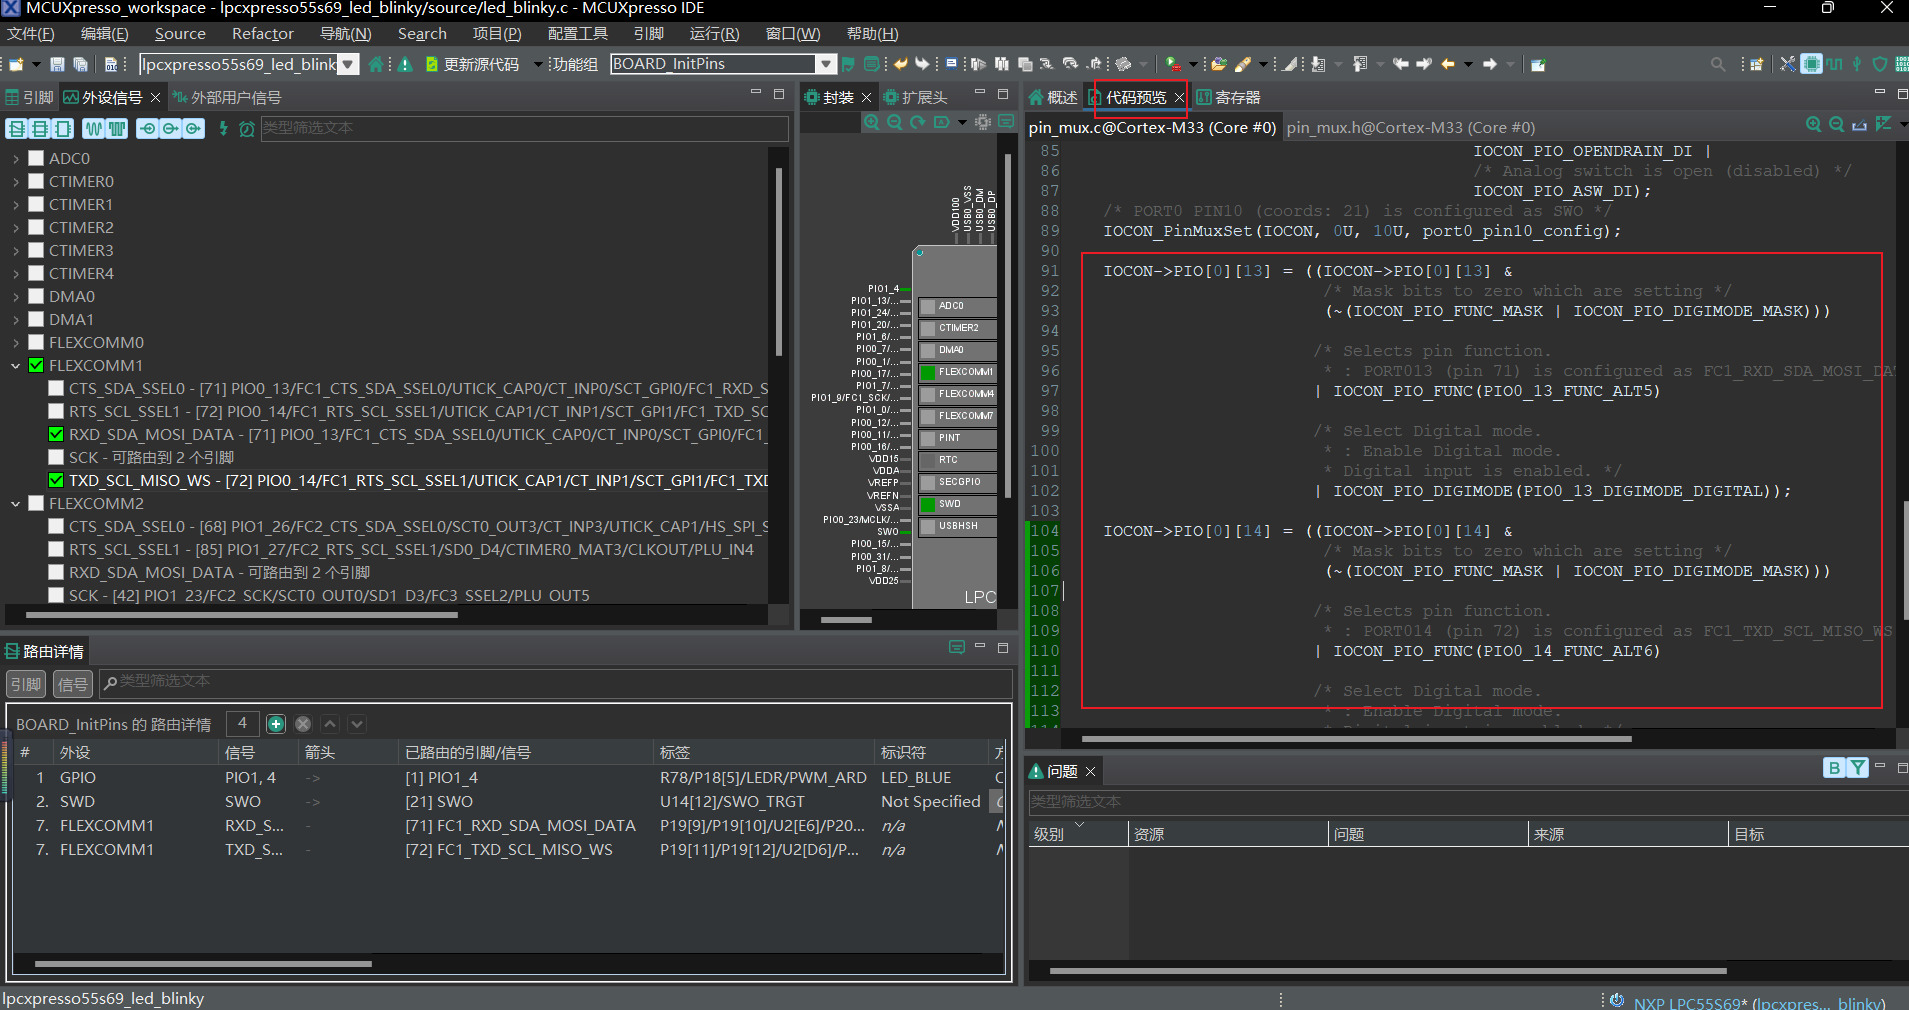 MCUXpresso_workspace - lpcxpresso55s69_led_blinky/source/led_blinky.c - MCUXpresso IDE
文件(F) 编辑(E) Source Refactor 导航(N) Search 项目(P) 配置工具 引脚 运行(R) 窗口(W) 帮助(H)
lpcxpresso55s69_led_blink 更新源代码 功能组 BOARD_InitPins
引脚 外设信号 外部用户信号
类型筛选文本
ADC0
CTIMER0
CTIMER1
CTIMER2
CTIMER3
CTIMER4
DMA0
DMA1
FLEXCOMM0
FLEXCOMM1
CTS_SDA_SSEL0 - [71] PIO0_13/FC1_CTS_SDA_SSEL0/UTICK_CAP0/CT_INP0/SCT_GPI0/FC1_RXD_S
RTS_SCL_SSEL1 - [72] PIO0_14/FC1_RTS_SCL_SSEL1/UTICK_CAP1/CT_INP1/SCT_GPI1/FC1_TXD_SC
RXD_SDA_MOSI_DATA - [71] PIO0_13/FC1_CTS_SDA_SSEL0/UTICK_CAP0/CT_INP0/SCT_GPI0/FC1_
SCK - 可路由到 2 个引脚
TXD_SCL_MISO_WS - [72] PIO0_14/FC1_RTS_SCL_SSEL1/UTICK_CAP1/CT_INP1/SCT_GPI1/FC1_TXD
FLEXCOMM2
CTS_SDA_SSEL0 - [68] PIO1_26/FC2_CTS_SDA_SSEL0/SCT0_OUT3/CT_INP3/UTICK_CAP1/HS_SPI_S
RTS_SCL_SSEL1 - [85] PIO1_27/FC2_RTS_SCL_SSEL1/SD0_D4/CTIMER0_MAT3/CLKOUT/PLU_IN4
RXD_SDA_MOSI_DATA - 可路由到 2 个引脚
SCK - [42] PIO1_23/FC2_SCK/SCT0_OUT0/SD1_D3/FC3_SSEL2/PLU_OUT5
封装 扩展头
VDD100
USB0_VSS
USB0_DM
USB0_DP
PIO1_4
PIO1_13/...
PIO1_24/...
PIO1_20/...
PIO1_6/...
PIO0_7/...
PIO0_1/...
PIO0_17/...
PIO1_7/...
PIO1_9/FC1_SCK/...
PIO1_0/...
PIO0_12/...
PIO0_11/...
PIO0_16/...
VDD15
VDDA
VREFP
VREFN
VSSA
PIO0_23/MCLK/...
SWO
PIO0_15/...
PIO0_31/...
PIO1_8/...
VDD25
ADC0
CTIMER2
DMA0
FLEXCOMM1
FLEXCOMM4
FLEXCOMM7
PINT
RTC
SECGPIO
SWD
USBHSH
LPC
概述 代码预览 寄存器
pin_mux.c@Cortex-M33 (Core #0) pin_mux.h@Cortex-M33 (Core #0)
85 IOCON_PIO_OPENDRAIN_DI |
86 /* Analog switch is open (disabled) */
87 IOCON_PIO_ASW_DI);
88 /* PORT0 PIN10 (coords: 21) is configured as SWO */
89 IOCON_PinMuxSet(IOCON, 0U, 10U, port0_pin10_config);
90
91 IOCON->PIO[0][13] = ((IOCON->PIO[0][13] &
92 /* Mask bits to zero which are setting */
93 (~(IOCON_PIO_FUNC_MASK | IOCON_PIO_DIGIMODE_MASK)))
94
95 /* Selects pin function.
96 * : PORT013 (pin 71) is configured as FC1_RXD_SDA_MOSI_DAT
97 | IOCON_PIO_FUNC(PIO0_13_FUNC_ALT5)
98
99 /* Select Digital mode.
100 * : Enable Digital mode.
101 * Digital input is enabled. */
102 | IOCON_PIO_DIGIMODE(PIO0_13_DIGIMODE_DIGITAL));
103
104 IOCON->PIO[0][14] = ((IOCON->PIO[0][14] &
105 /* Mask bits to zero which are setting */
106 (~(IOCON_PIO_FUNC_MASK | IOCON_PIO_DIGIMODE_MASK)))
107
108 /* Selects pin function.
109 * : PORT014 (pin 72) is configured as FC1_TXD_SCL_MISO_WS
110 | IOCON_PIO_FUNC(PIO0_14_FUNC_ALT6)
111
112 /* Select Digital mode.
113 * : Enable Digital mode.
路由详情
引脚 信号 类型筛选文本
BOARD_InitPins 的 路由详情 4
# 外设 信号 箭头 已路由的引脚/信号 标签 标识符
1 GPIO PIO1, 4 -> [1] PIO1_4 R78/P18[5]/LEDR/PWM_ARD LED_BLUE
2. SWD SWO -> [21] SWO U14[12]/SWO_TRGT Not Specified
7. FLEXCOMM1 RXD_S... - [71] FC1_RXD_SDA_MOSI_DATA P19[9]/P19[10]/U2[E6]/P20... n/a
7. FLEXCOMM1 TXD_S... - [72] FC1_TXD_SCL_MISO_WS P19[11]/P19[12]/U2[D6]/P... n/a
问题
类型筛选文本
级别 资源 问题 来源 目标
lpcxpresso55s69_led_blinky
NXP LPC55S69* (lpcxpres... blinky)